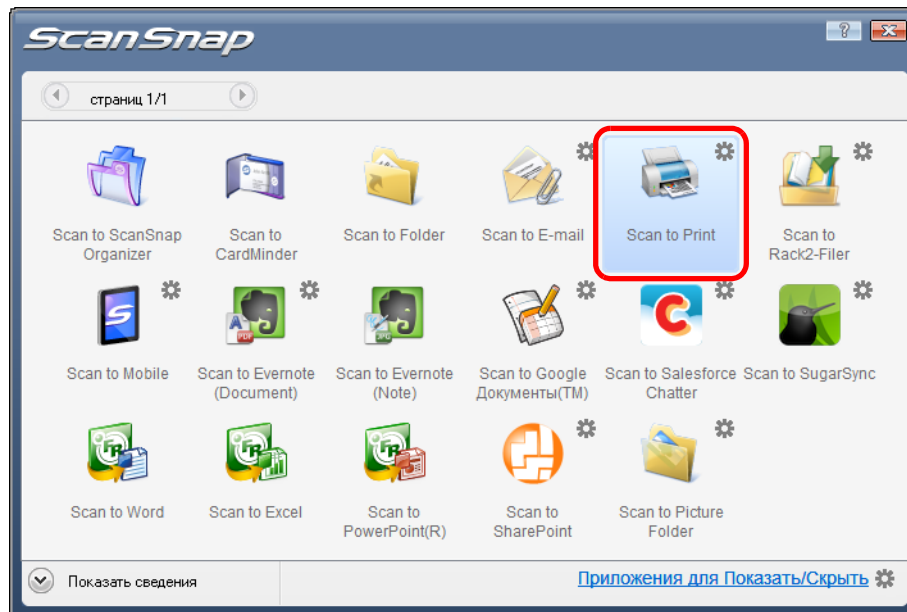 ScanSnap
страниц 1/1
Scan to ScanSnap
Organizer
Scan to
CardMinder
Scan to Folder
Scan to E-mail
Scan to Print
Scan to
Rack2-Filer
Scan to Mobile
Scan to Evernote
(Document)
Scan to Evernote
(Note)
Scan to Google
Документы(TM)
Scan to Salesforce
Chatter
Scan to SugarSync
Scan to Word
Scan to Excel
Scan to
PowerPoint(R)
Scan to
SharePoint
Scan to Picture
Folder
Показать сведения
Приложения для Показать/Скрыть